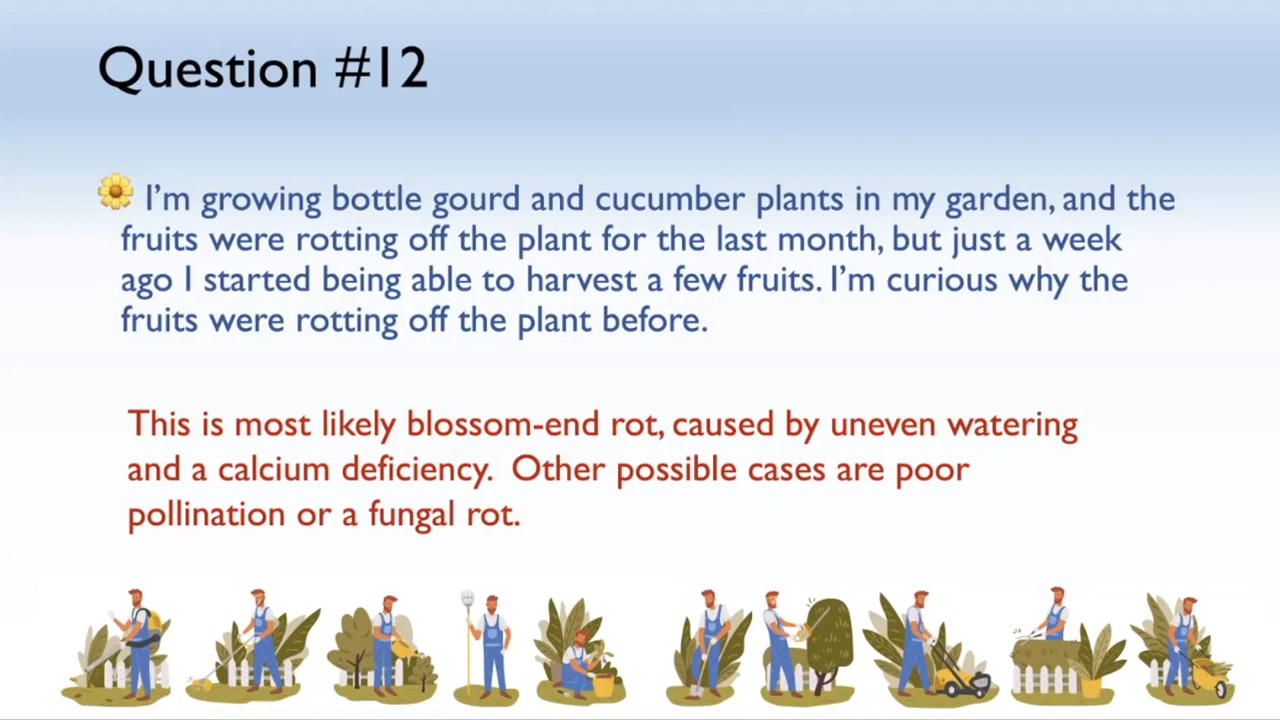 Question #12
I'm growing bottle gourd and cucumber plants in my garden, and the
fruits were rotting off the plant for the last month, but just a week
ago I started being able to harvest a few fruits. I'm curious why the
fruits were rotting off the plant before.
This is most likely blossom-end rot, caused by uneven watering
and a calcium deficiency.  Other possible cases are poor
pollination or a fungal rot.